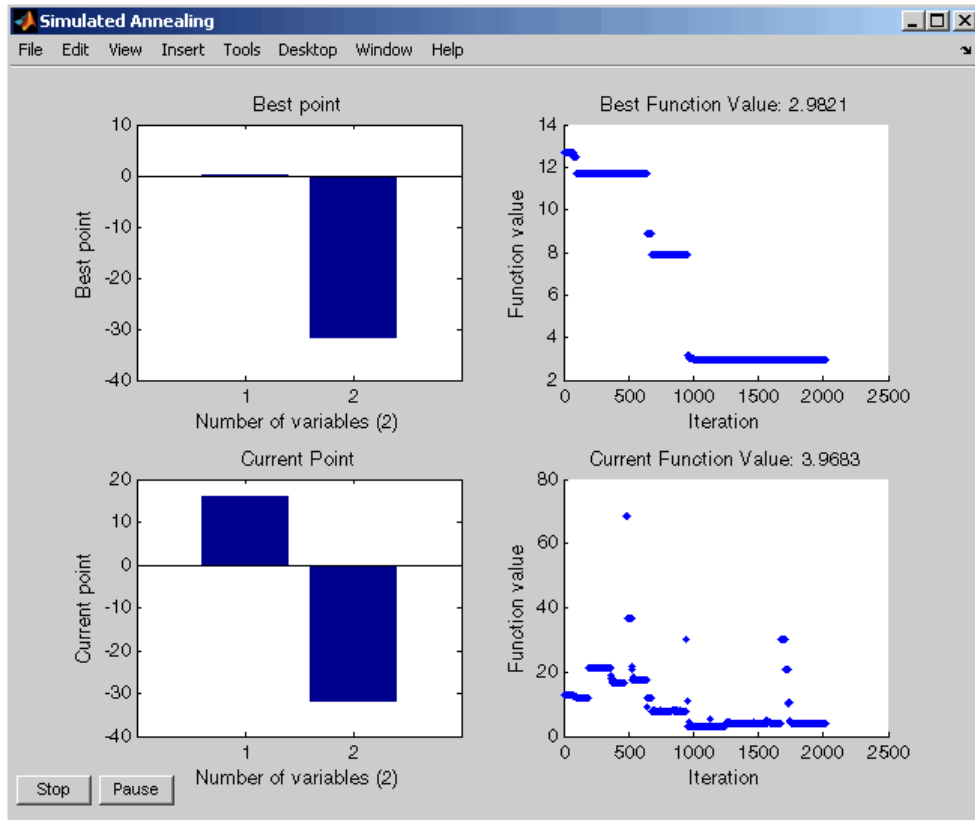 Simulated Annealing
File Edit View Insert Tools Desktop Window Help
Best point
10
0
-10
-20
-30
-40
Best point
1 2
Number of variables (2)
Best Function Value: 2.9821
14
12
10
8
6
4
2
Function value
0 500 1000 1500 2000 2500
Iteration
Current Point
20
10
0
-10
-20
-30
-40
Current point
1 2
Number of variables (2)
Current Function Value: 3.9683
80
60
40
20
0
Function value
0 500 1000 1500 2000 2500
Iteration
Stop Pause